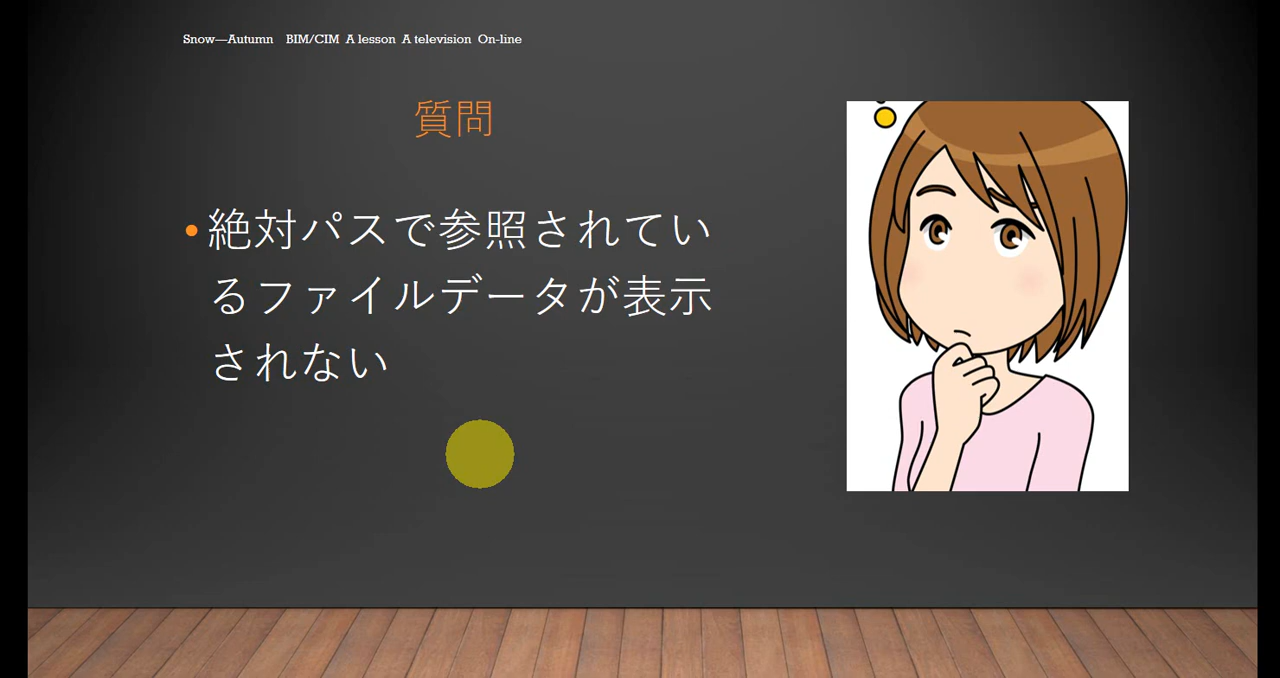 Snow―Autumn BIM/CIM A lesson A television On-line
質問
• 絶対パスで参照されてい
るファイルデータが表示
されない